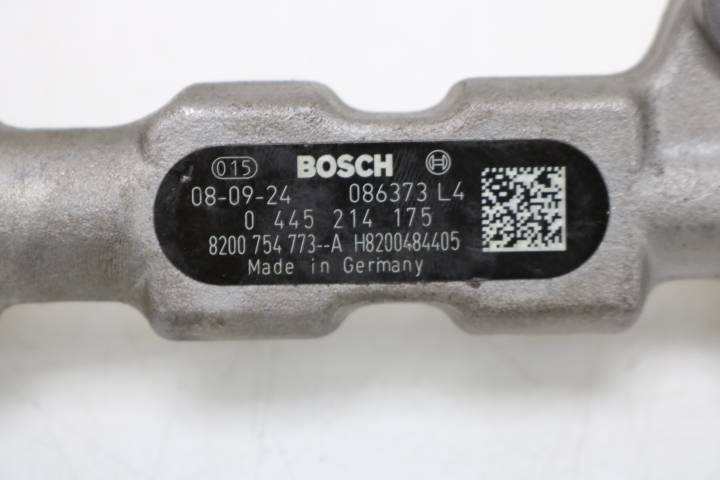 015 BOSCH
08-09-24 086373 L4
0 445 214 175
8200 754 773--A H8200484405
Made in Germany